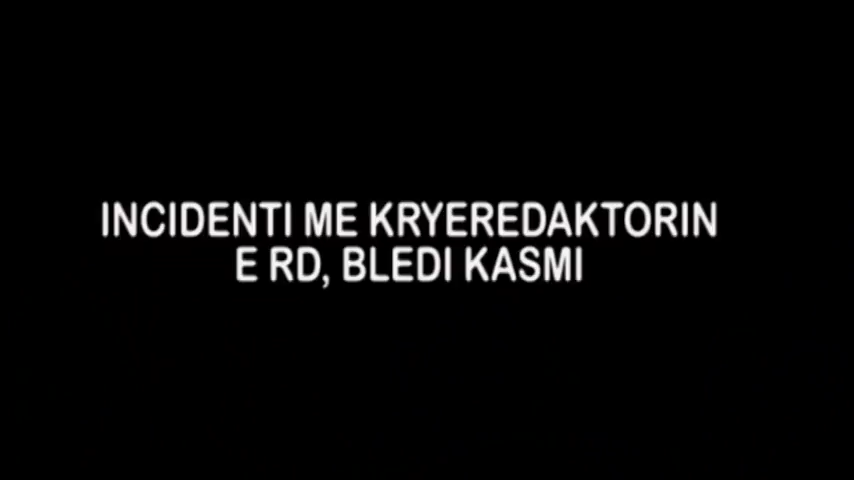 INCIDENTI ME KRYEREDAKTORIN
E RD, BLEDI KASMI